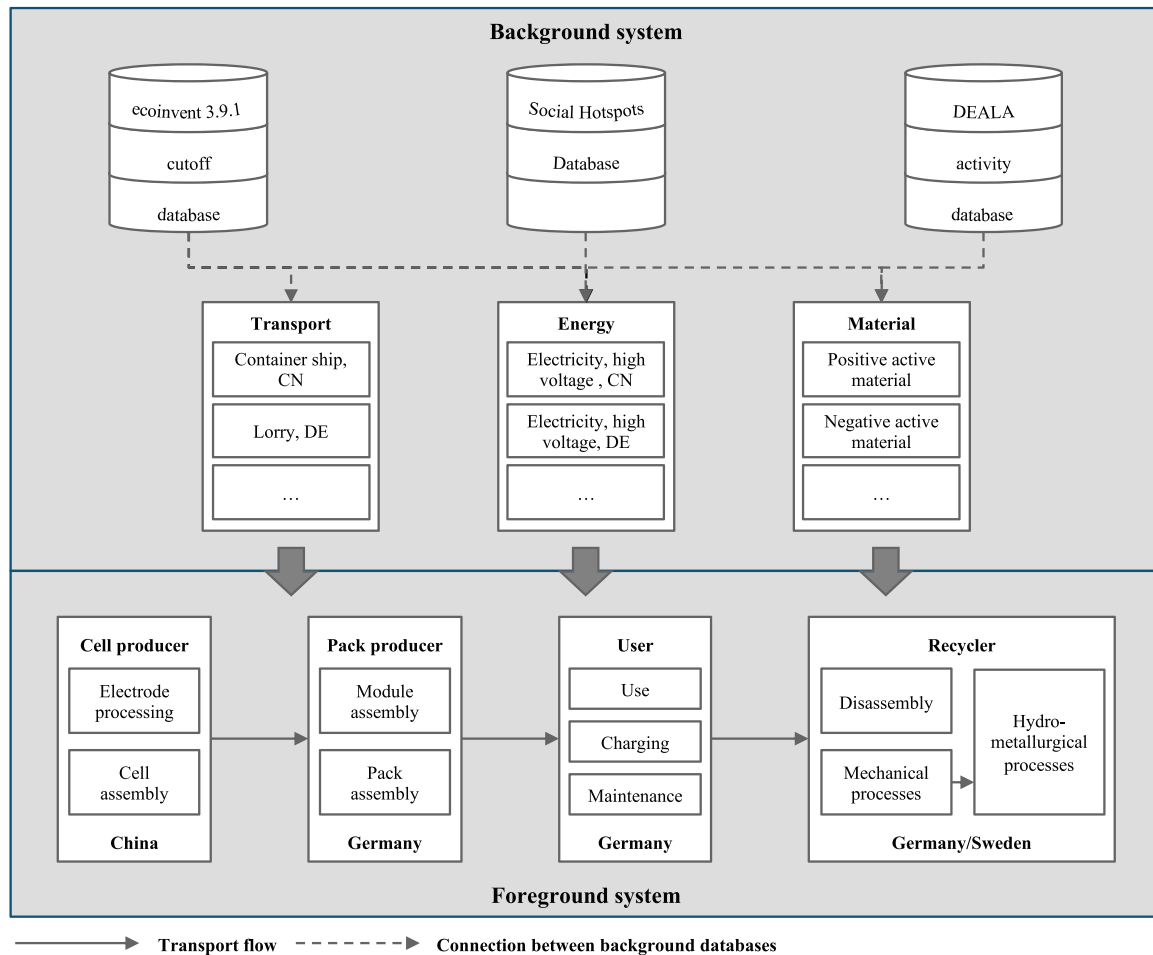 Background system
ecoinvent 3.9.1
cutoff
database
Social Hotspots
Database
DEALA
activity
database
Transport
Container ship,
CN
Lorry, DE
…
Energy
Electricity, high
voltage , CN
Electricity, high
voltage, DE
…
Material
Positive active
material
Negative active
material
…
Cell producer
Electrode
processing
Cell
assembly
China
Pack producer
Module
assembly
Pack
assembly
Germany
User
Use
Charging
Maintenance
Germany
Recycler
Disassembly
Mechanical
processes
Hydro-
metallurgical
processes
Germany/Sweden
Foreground system
Transport flow
Connection between background databases